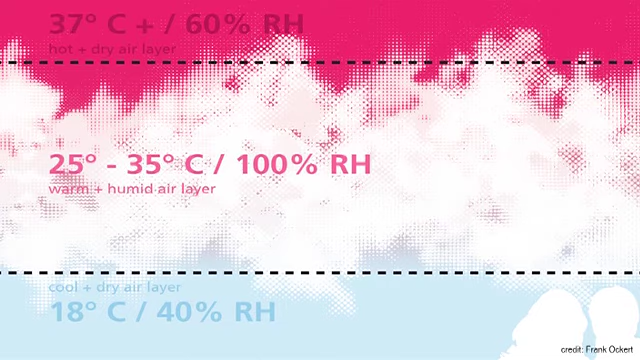 37° C + / 60% RH
hot + dry air layer
25° - 35° C / 100% RH
warm + humid air layer
cool + dry air layer
18° C / 40% RH
credit: Frank Ockert